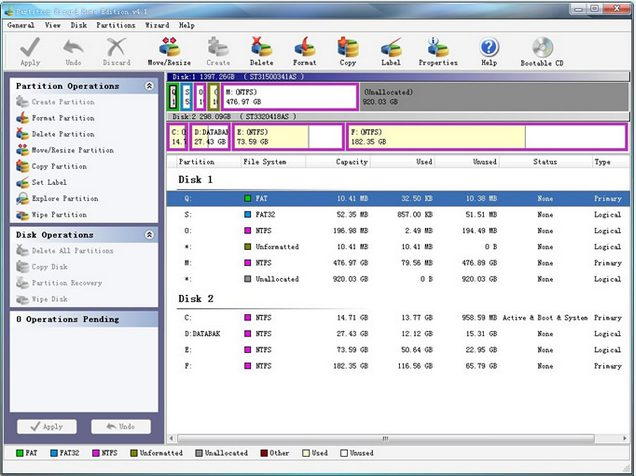 Partition Wizard Home Edition v4.1
General View Disk Partitions Wizard Help
Apply Undo Discard Move/Resize Create Delete Format Copy Label Properties Help Bootable CD
Partition Operations
Create Partition
Format Partition
Delete Partition
Move/Resize Partition
Copy Partition
Set Label
Explore Partition
Wipe Partition
Disk Operations
Delete All Partitions
Copy Disk
Partition Recovery
Wipe Disk
0 Operations Pending
Apply Undo
Disk:1 1397.26GB (ST31500341AS)
M:(NTFS) (Unallocated)
476.97 GB 920.03 GB
Disk:2 298.09GB (ST3320418AS)
C:( D:DATABAK E:(NTFS) F:(NTFS)
14.7 27.43 GB 73.59 GB 182.35 GB
Partition File System Capacity Used Unused Status Type
Disk 1
Q: FAT 10.41 MB 32.50 KB 10.38 MB None Primary
S: FAT32 52.35 MB 857.00 KB 51.51 MB None Logical
O: NTFS 196.98 MB 2.49 MB 194.49 MB None Logical
*: Unformatted 10.41 MB 10.41 MB 0 B None Logical
M: NTFS 476.97 GB 79.56 MB 476.89 GB None Primary
*: Unallocated 920.03 GB 0 B 920.03 GB None Logical
Disk 2
C: NTFS 14.71 GB 13.77 GB 958.59 MB Active & Boot & System Primary
D:DATABAK NTFS 27.43 GB 12.12 GB 15.31 GB None Logical
E: NTFS 73.59 GB 50.64 GB 22.95 GB None Logical
F: NTFS 182.35 GB 116.56 GB 65.79 GB None Primary
FAT FAT32 NTFS Unformatted Unallocated Other Used Unused